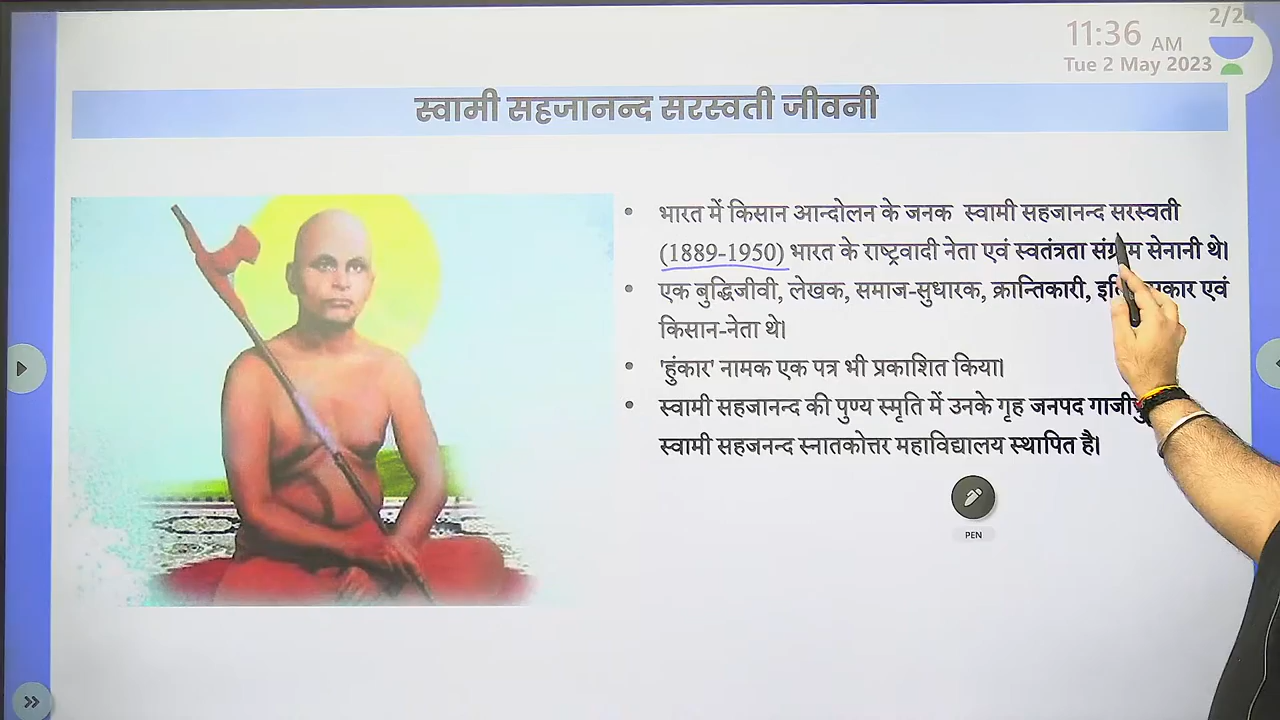 2/24
11:36 AM
Tue 2 May 2023
स्वामी सहजानन्द सरस्वती जीवनी
• भारत में किसान आन्दोलन के जनक स्वामी सहजानन्द सरस्वती
(1889-1950) भारत के राष्ट्रवादी नेता एवं स्वतंत्रता संग्राम सेनानी थे।
• एक बुद्धिजीवी, लेखक, समाज-सुधारक, क्रान्तिकारी, एवं
किसान-नेता थे।
• 'हुंकार' नामक एक पत्र भी प्रकाशित किया।
• स्वामी सहजानन्द की पुण्य स्मृति में उनके गृह जनपद
स्वामी सहजनन्द स्नातकोत्तर महाविद्यालय स्थापित है।
PEN